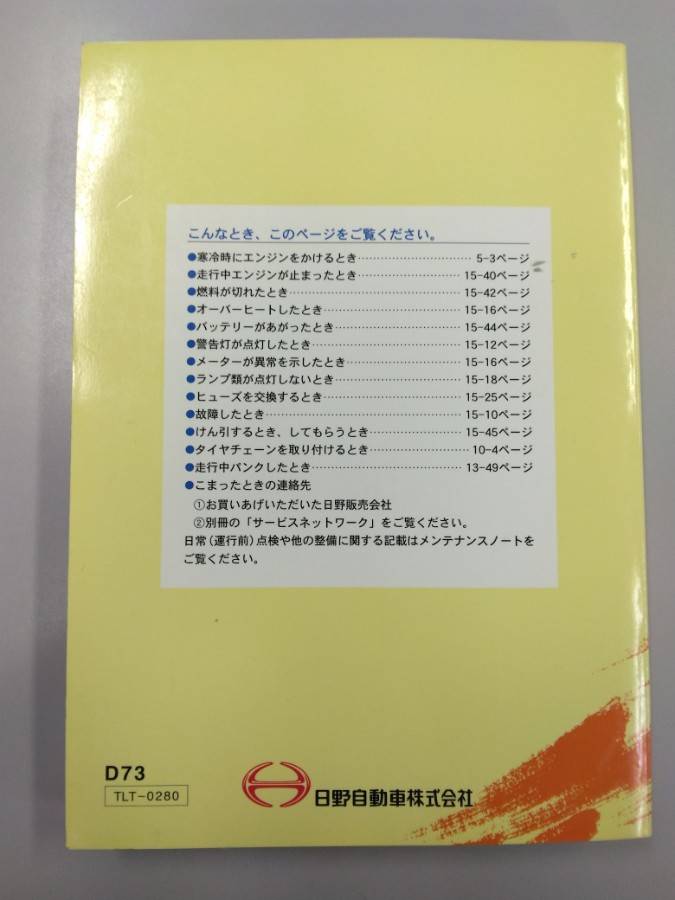 こんなとき、このページをご覧ください。
●寒冷時にエンジンをかけるとき…………………………5-3ページ
●走行中エンジンが止まったとき…………………………15-40ページ
●燃料が切れたとき…………………………15-42ページ
●オーバーヒートしたとき…………………………15-16ページ
●バッテリーがあがったとき…………………………15-44ページ
●警告灯が点灯したとき…………………………15-12ページ
●メーターが異常を示したとき…………………………15-16ページ
●ランプ類が点灯しないとき…………………………15-18ページ
●ヒューズを交換するとき…………………………15-25ページ
●故障したとき…………………………15-10ページ
●けん引するとき、してもらうとき…………………………15-45ページ
●タイヤチェーンを取り付けるとき…………………………10-4ページ
●走行中パンクしたとき…………………………13-49ページ
●こまったときの連絡先
①お買いあげいただいた日野販売会社
②別冊の「サービスネットワーク」をご覧ください。
日常(運行前)点検や他の整備に関する記載はメンテナンスノートを
ご覧ください。
D73
TLT-0280
日野自動車株式会社